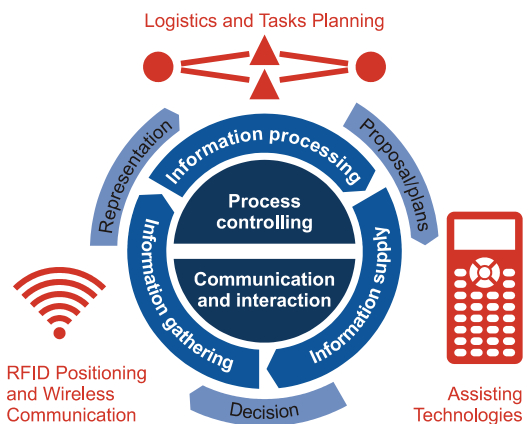 Logistics and Tasks Planning
Representation
Information processing
Proposal/plans
Process
controlling
Communication
and interaction
Information gathering
Information supply
RFID Positioning
and Wireless
Communication
Decision
Assisting
Technologies